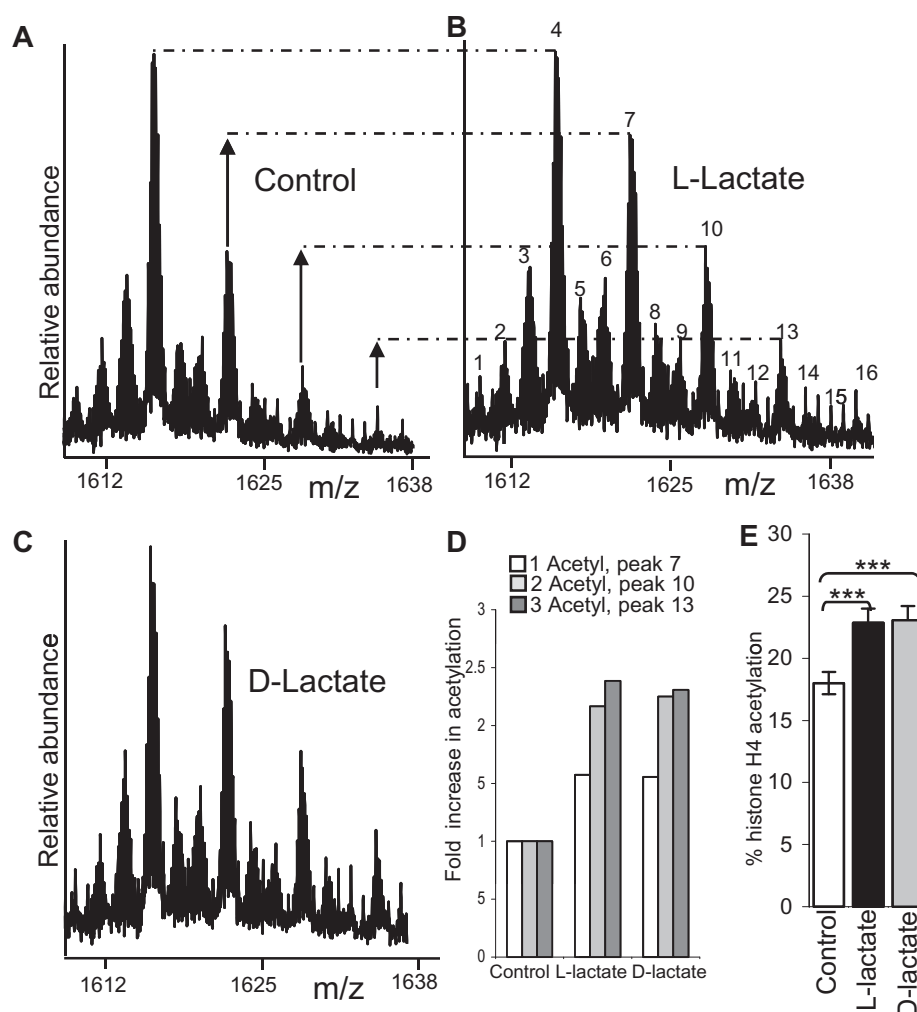 A
B
4
7
Control
L-Lactate
10
3
6
5
8
2
9
13
1
11
12
14
15
16
Relative abundance
1612
1625
m/z
1638
1612
1625
m/z
1638
C
D-Lactate
Relative abundance
1612
1625
m/z
1638
D
1 Acetyl, peak 7
2 Acetyl, peak 10
3 Acetyl, peak 13
Fold increase in acetylation
3
2.5
2
5
1
5
0
Control
L-lactate
D-lactate
E
% histone H4 acetylation
30
25
20
15
10
5
0
***
***
Control
L-lactate
D-lactate